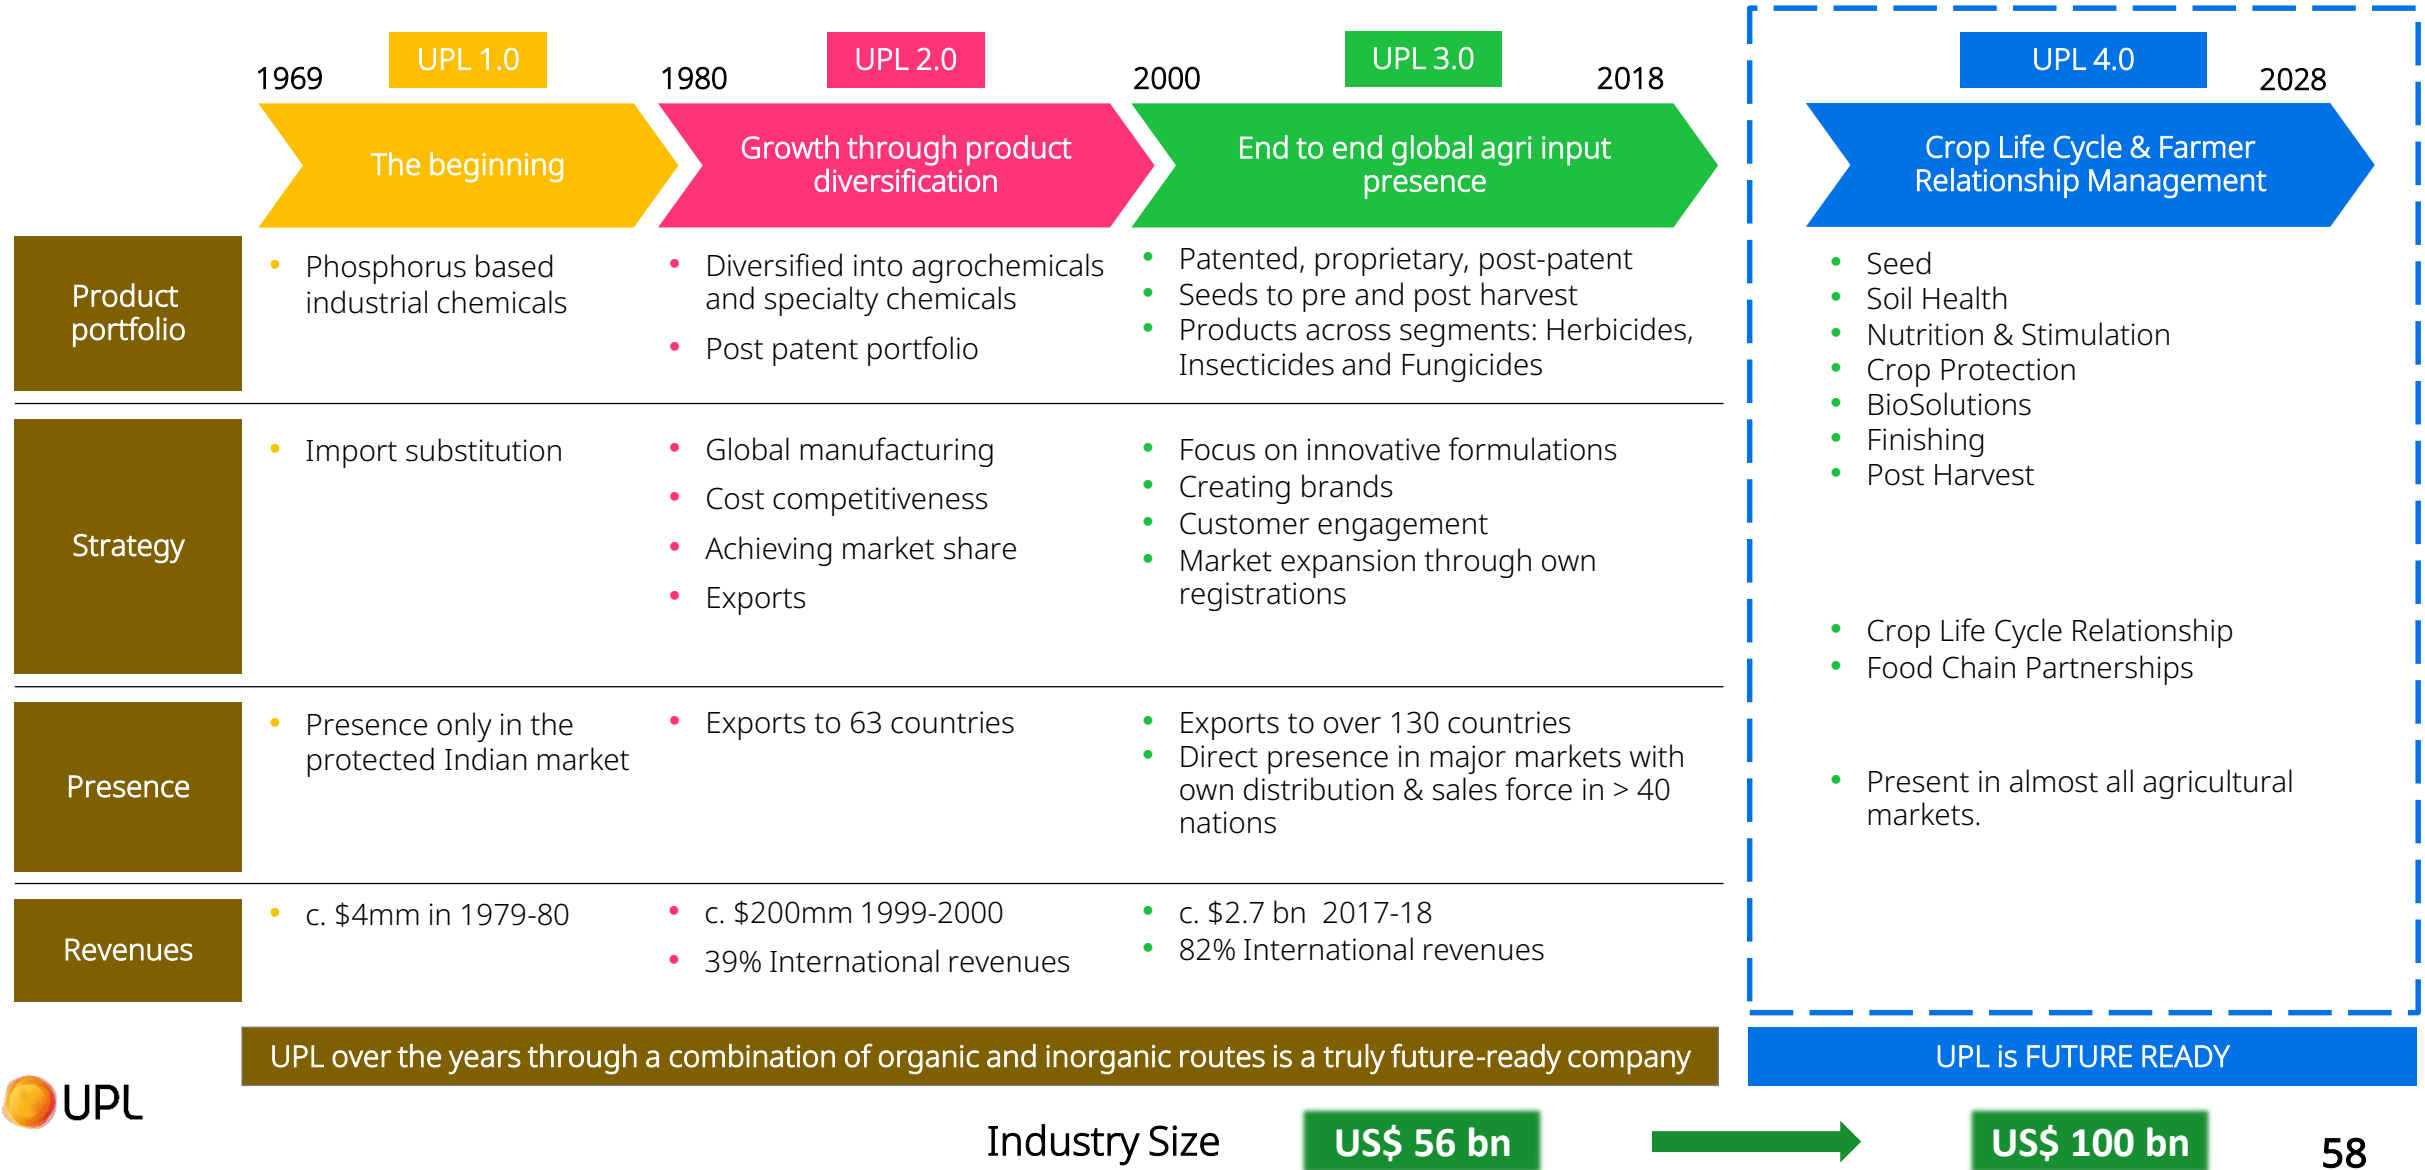 UPL 1.0
UPL 2.0
UPL 3.0
UPL 4.0
1969
1980
2000
2018
2028
The beginning
Growth through product
diversification
End to end global agri input
presence
Crop Life Cycle & Farmer
Relationship Management
Product
portfolio
• Phosphorus based
industrial chemicals
• Diversified into agrochemicals
and specialty chemicals
• Post patent portfolio
• Patented, proprietary, post-patent
• Seeds to pre and post harvest
• Products across segments: Herbicides,
Insecticides and Fungicides
• Seed
• Soil Health
• Nutrition & Stimulation
• Crop Protection
• BioSolutions
• Finishing
• Post Harvest
Strategy
• Import substitution
• Global manufacturing
• Cost competitiveness
• Achieving market share
• Exports
• Focus on innovative formulations
• Creating brands
• Customer engagement
• Market expansion through own
registrations
• Crop Life Cycle Relationship
• Food Chain Partnerships
Presence
• Presence only in the
protected Indian market
• Exports to 63 countries
• Exports to over 130 countries
• Direct presence in major markets with
own distribution & sales force in > 40
nations
• Present in almost all agricultural
markets.
Revenues
• c. $4mm in 1979-80
• c. $200mm 1999-2000
• 39% International revenues
• c. $2.7 bn 2017-18
• 82% International revenues
UPL over the years through a combination of organic and inorganic routes is a truly future-ready company
UPL is FUTURE READY
UPL
Industry Size
US$ 56 bn
US$ 100 bn
58